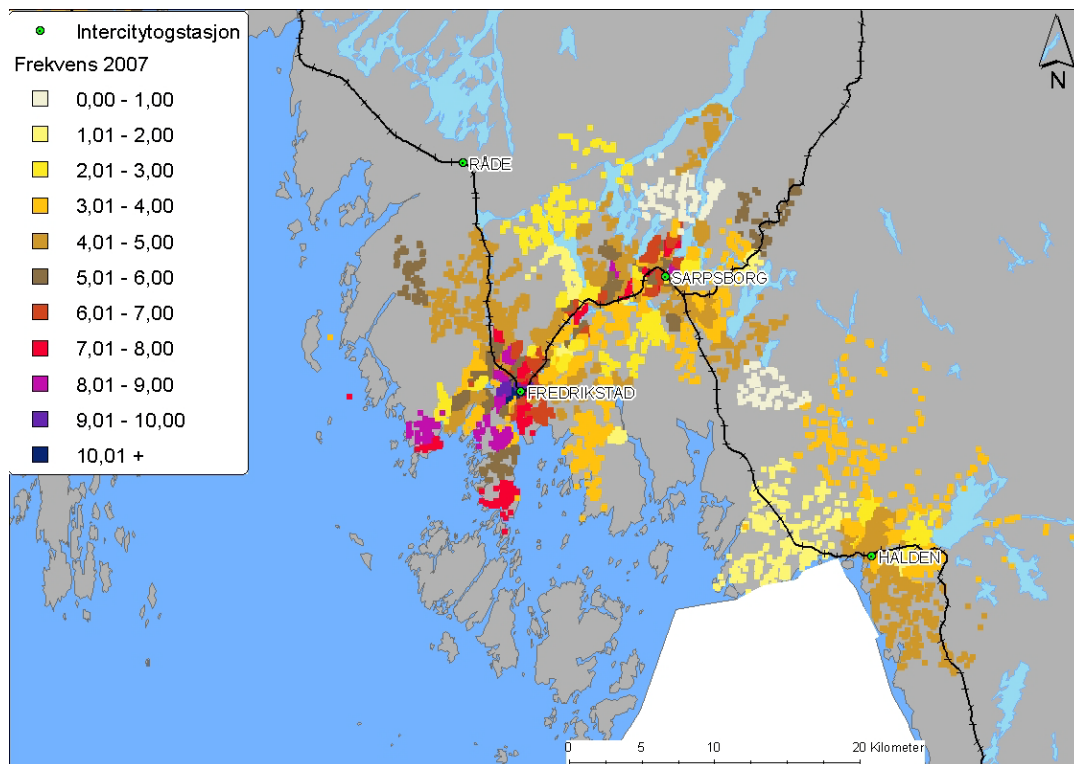 Intercitytogstasjon
Frekvens 2007
0,00 - 1,00
1,01 - 2,00
2.01 - 3,00
3,01 - 4,00
4,01 - 5,00
5,01 - 6,00
6,01 - 7,00
7,01 - 8,00
8,01 - 9,00
9,01 - 10,00
10,01 +
N
RÅDE
SARPSBORG
FREDRIKSTAD
HALDEN
0 5 10 20 Kilometer